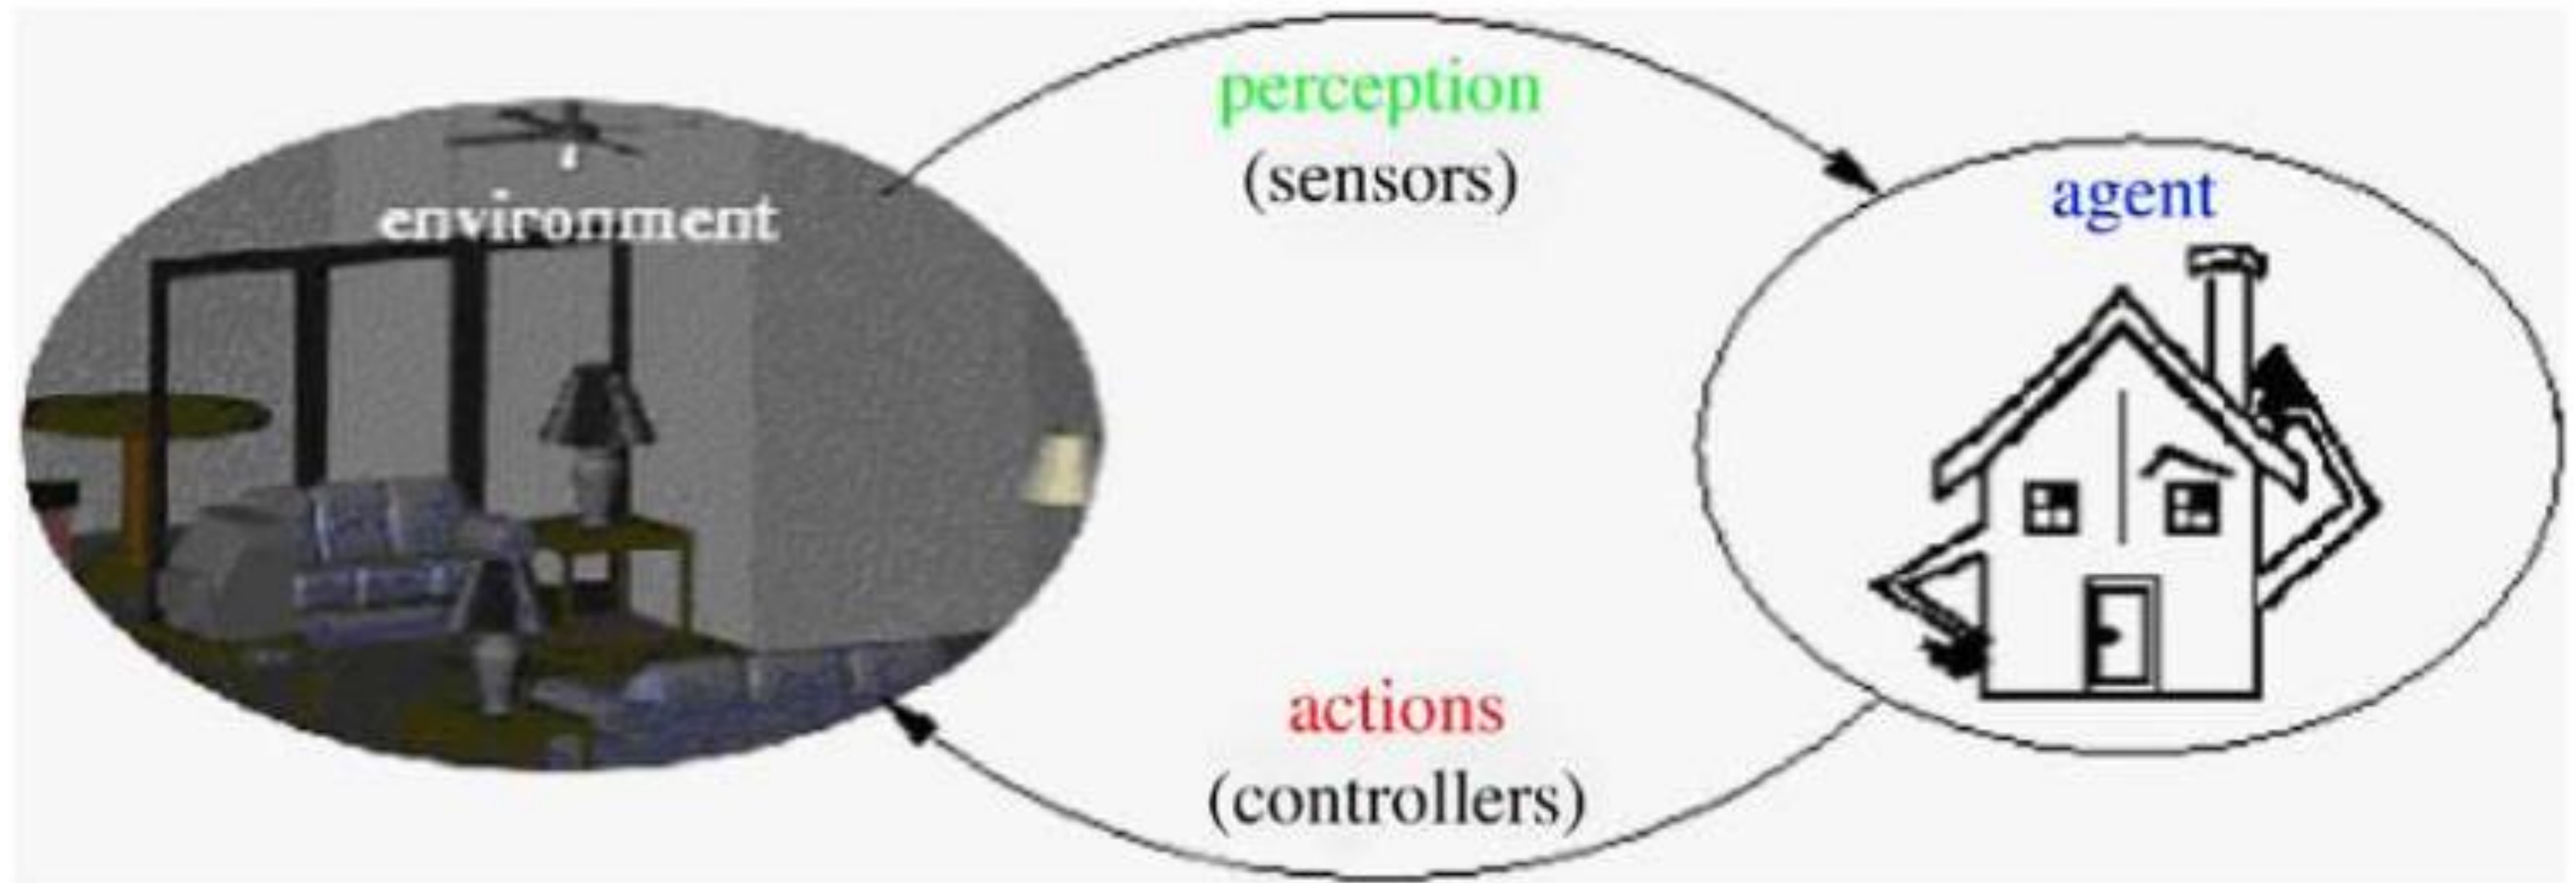 environment
perception
(sensors)
agent
actions
(controllers)